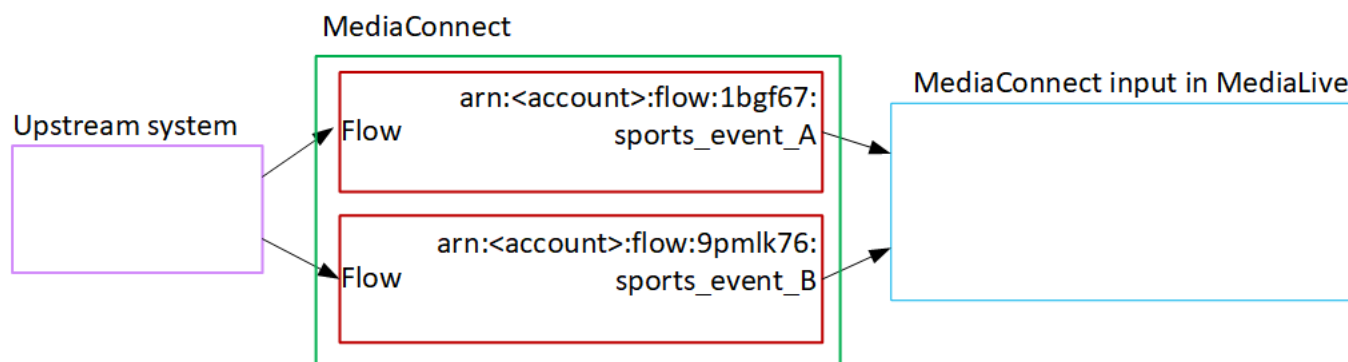 MediaConnect
Upstream system
Flow
arn:<account>:flow:1bgf67:
sports_event_A
Flow
arn:<account>:flow:9pmlk76:
sports_event_B
MediaConnect input in MediaLive